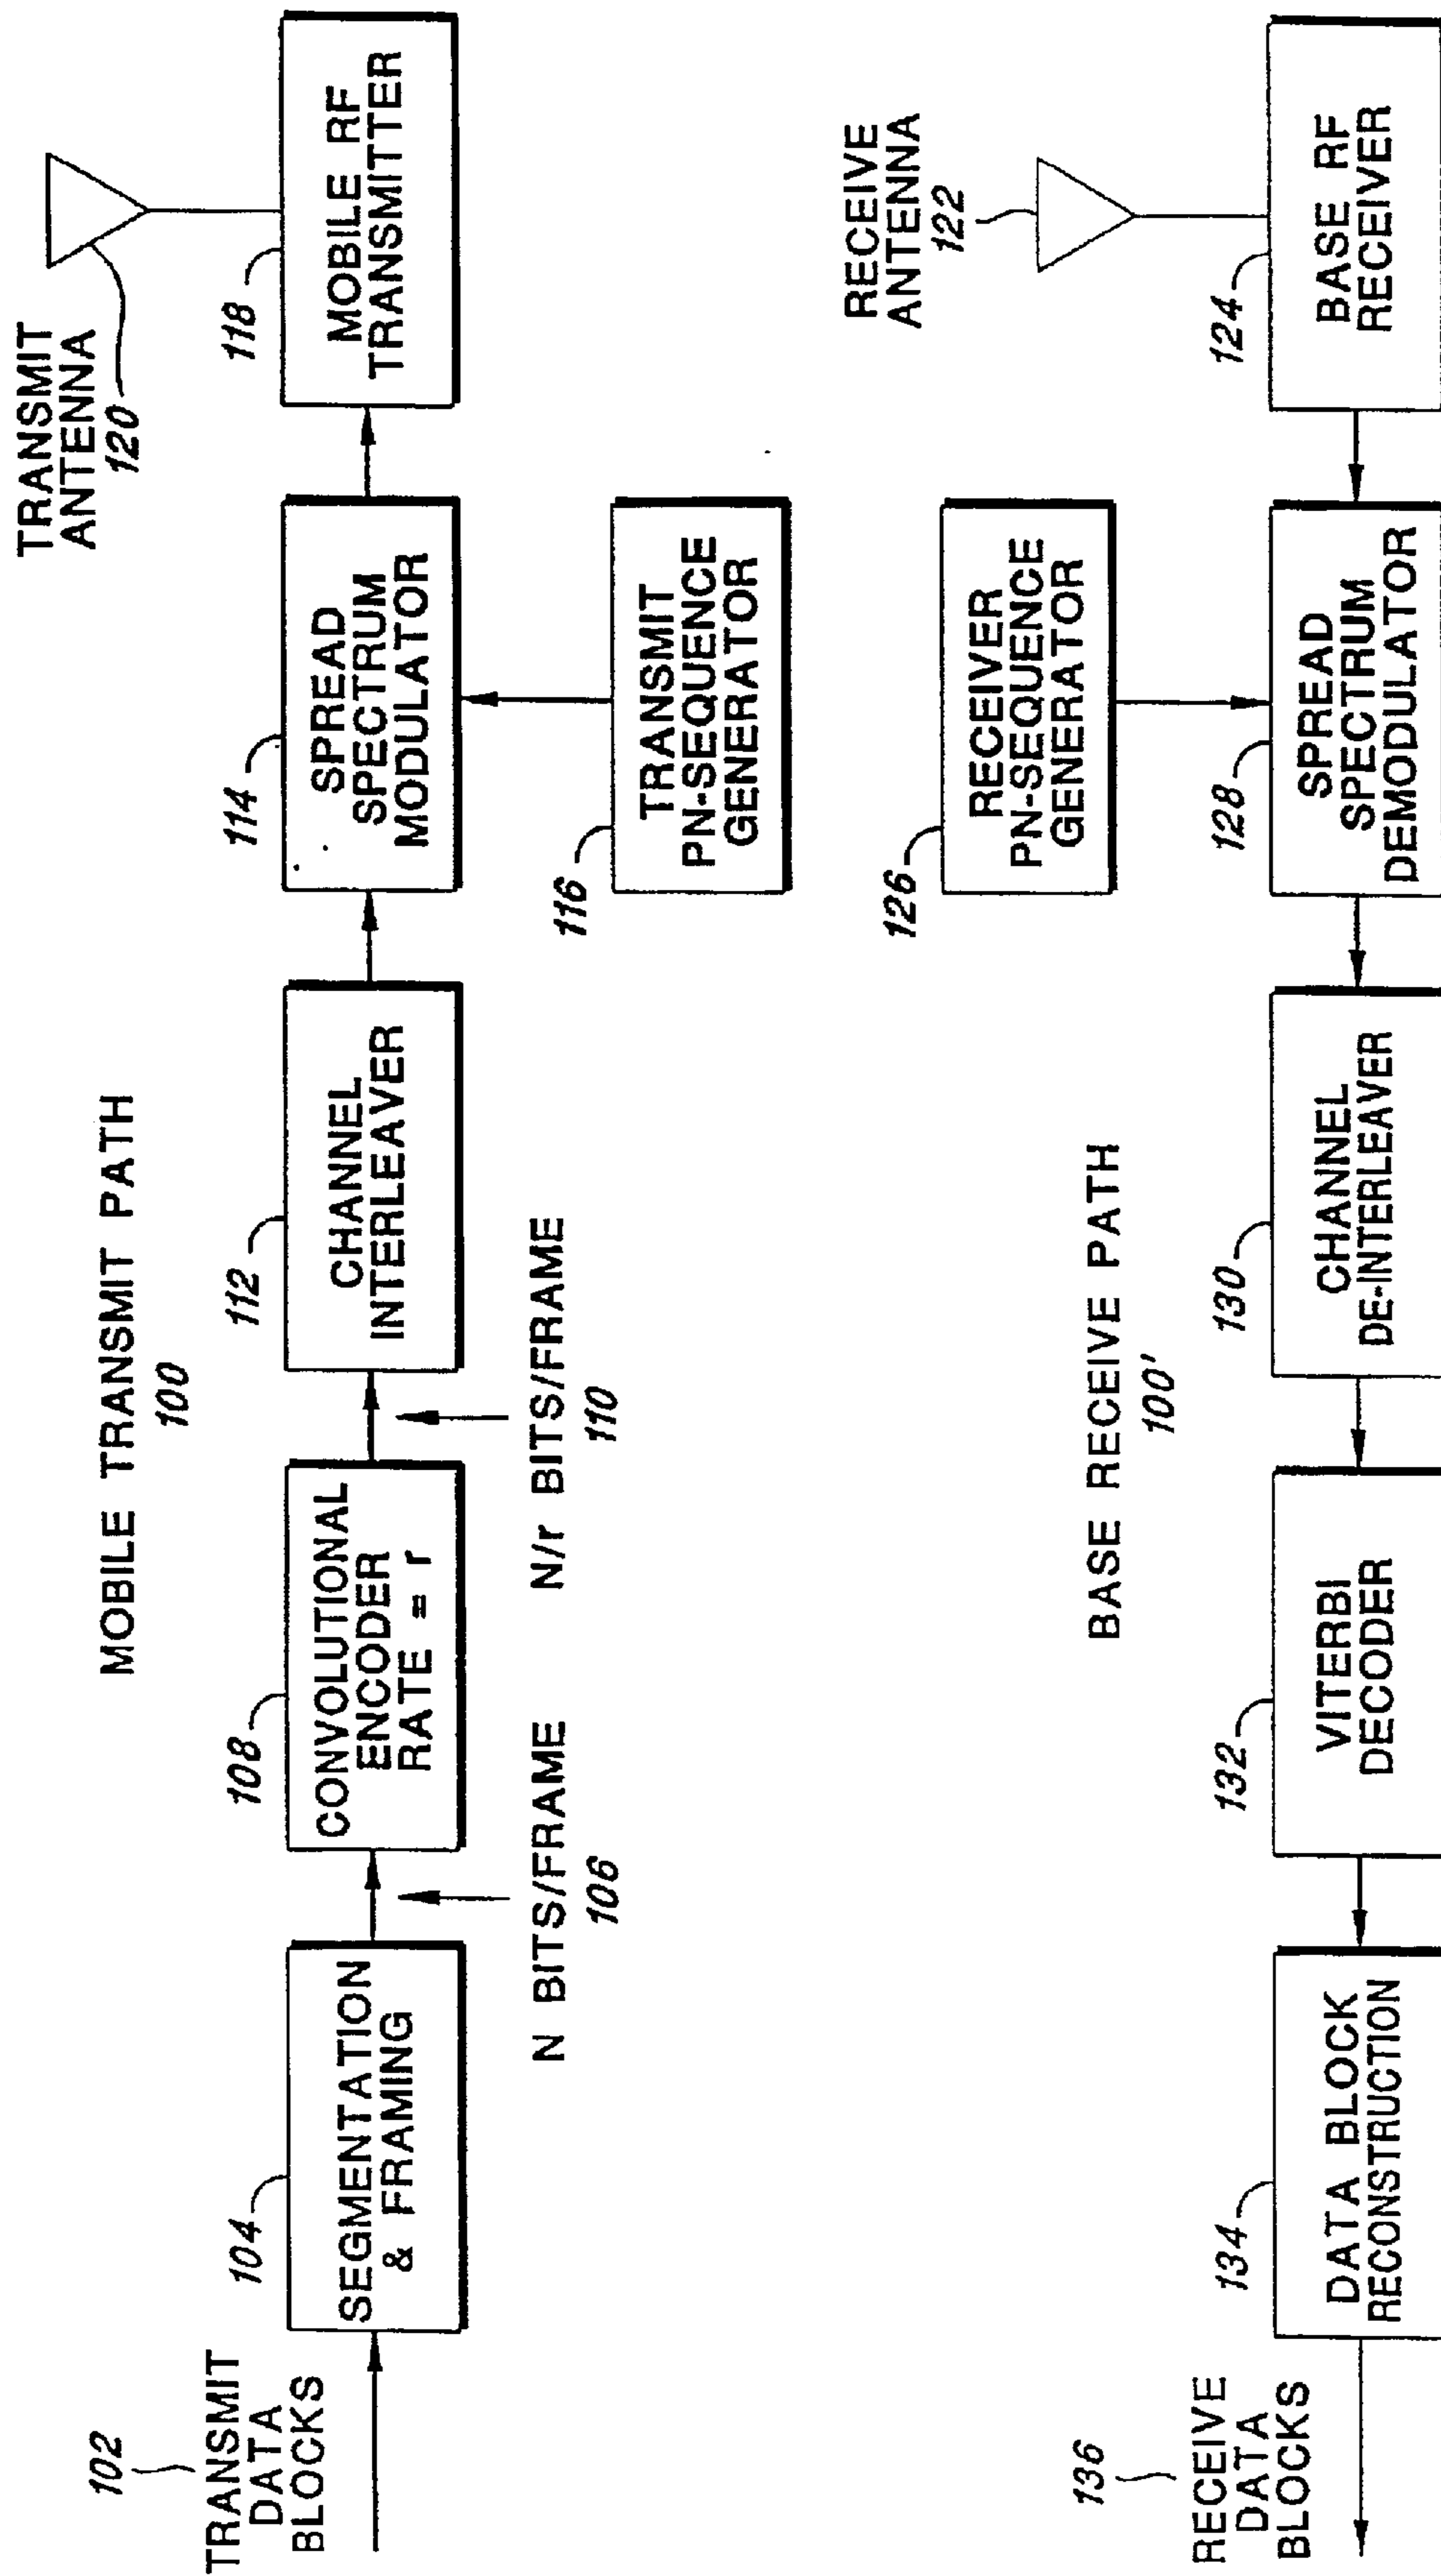 MOBILE TRANSMIT PATH
100
102
TRANSMIT
DATA
BLOCKS
104
SEGMENTATION
& FRAMING
N BITS/FRAME
106
108
CONVOLUTIONAL
ENCODER
RATE = r
N/r BITS/FRAME
110
112
CHANNEL
INTERLEAVER
114
SPREAD
SPECTRUM
MODULATOR
116
TRANSMIT
PN-SEQUENCE
GENERATOR
118
MOBILE RF
TRANSMITTER
TRANSMIT
ANTENNA
120
BASE RECEIVE PATH
100'
RECEIVE
ANTENNA
122
124
BASE RF
RECEIVER
126
RECEIVER
PN-SEQUENCE
GENERATOR
128
SPREAD
SPECTRUM
DEMODULATOR
130
CHANNEL
DE-INTERLEAVER
132
VITERBI
DECODER
134
DATA BLOCK
RECONSTRUCTION
136
RECEIVE
DATA
BLOCKS